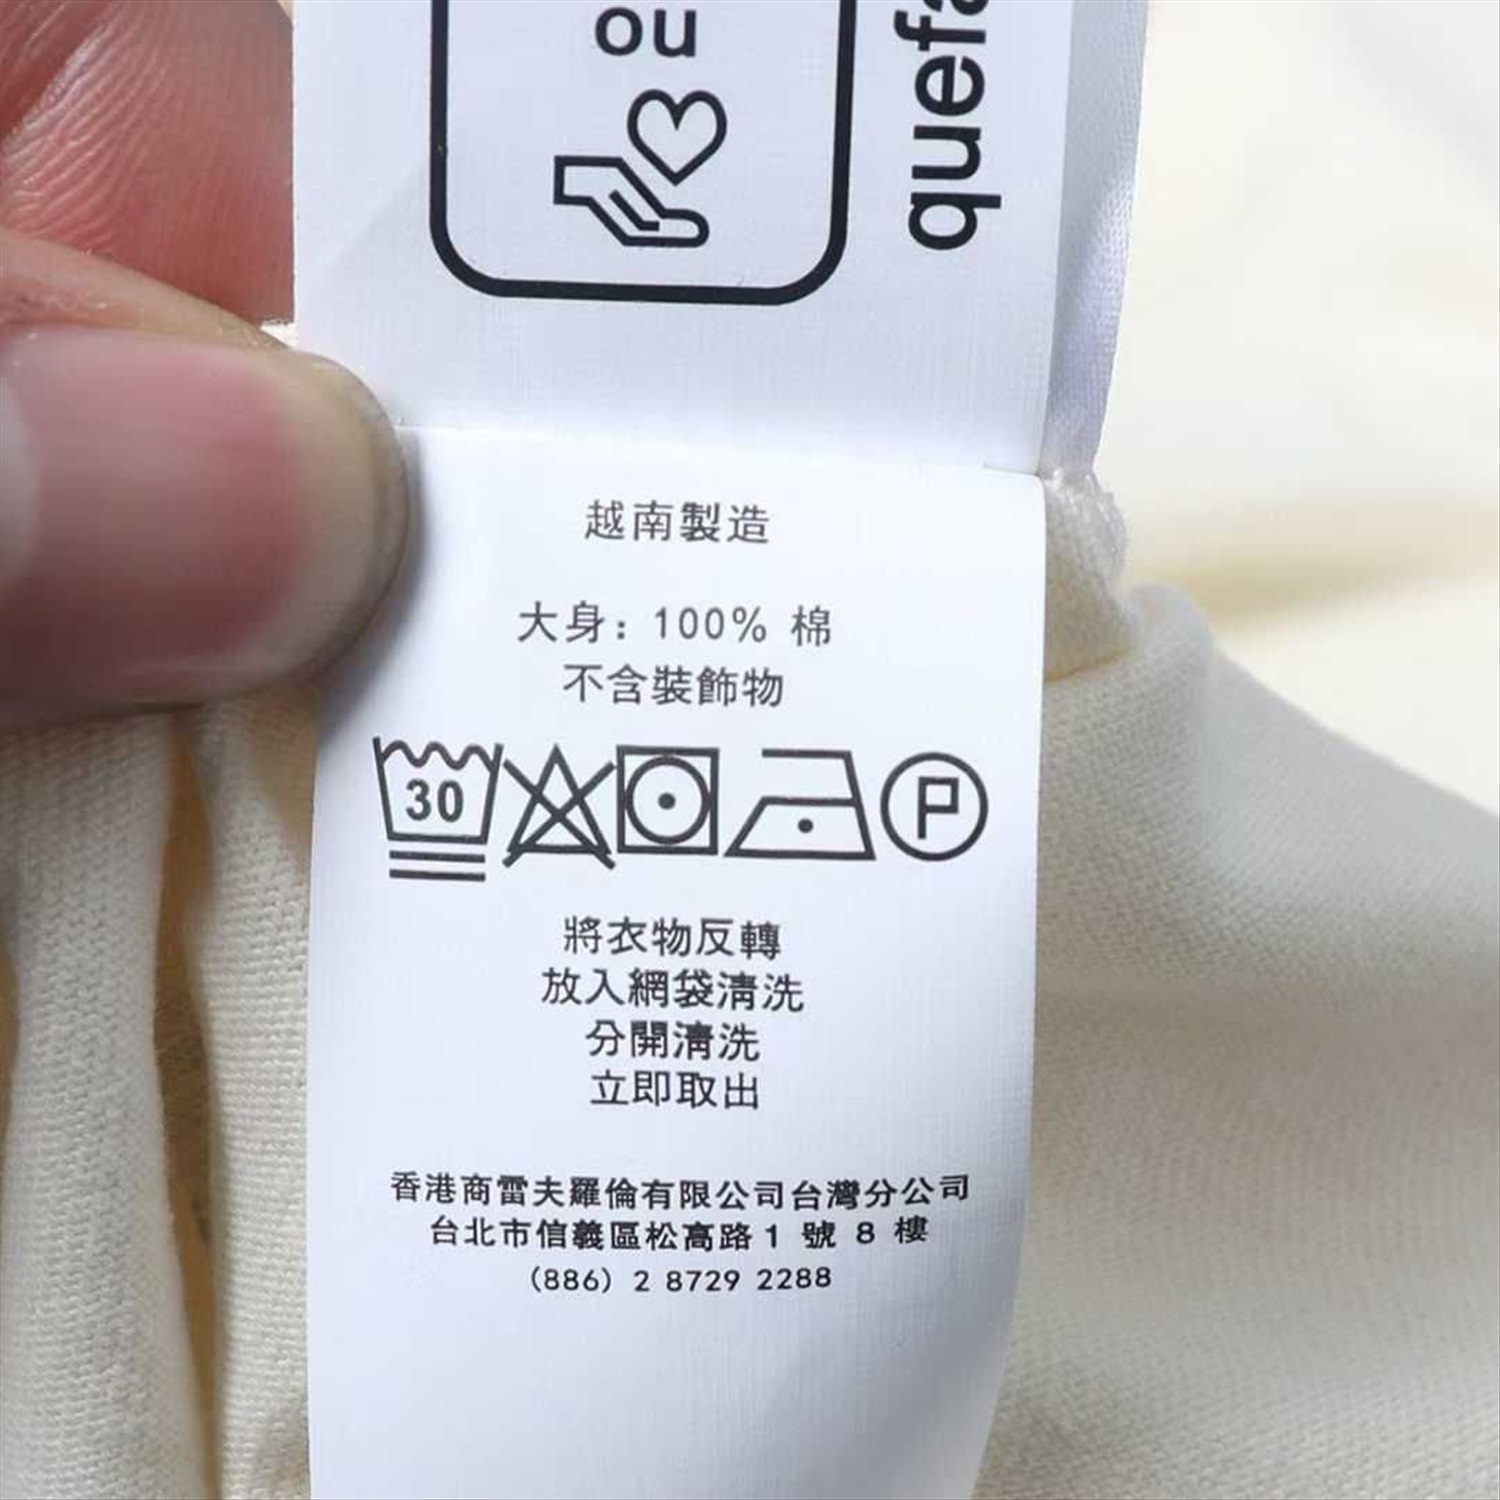 ou
quefa
越南製造
大身: 100% 棉
不含裝飾物
30
P
將衣物反轉
放入網袋清洗
分開清洗
立即取出
香港商雷夫羅倫有限公司台灣分公司
台北市信義區松高路 1 號 8 樓
(886) 2 8729 2288